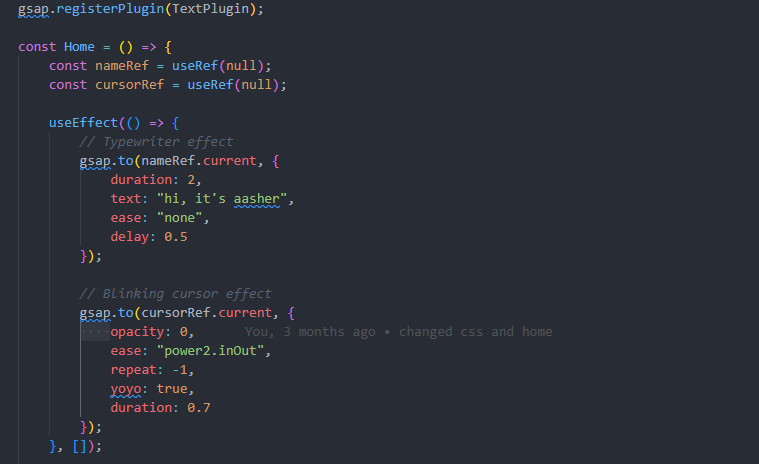 gsap.registerPlugin(TextPlugin);
const Home = () => {
const nameRef = useRef(null);
const cursorRef = useRef(null);
useEffect(() => {
// Typewriter effect
gsap.to(nameRef.current, {
duration: 2,
text: "hi, it's aasher",
ease: "none",
delay: 0.5
});
// Blinking cursor effect
gsap.to(cursorRef.current, {
opacity: 0, You, 3 months ago • changed css and home
ease: "power2.inOut",
repeat: -1,
yoyo: true,
duration: 0.7
});
}, []);